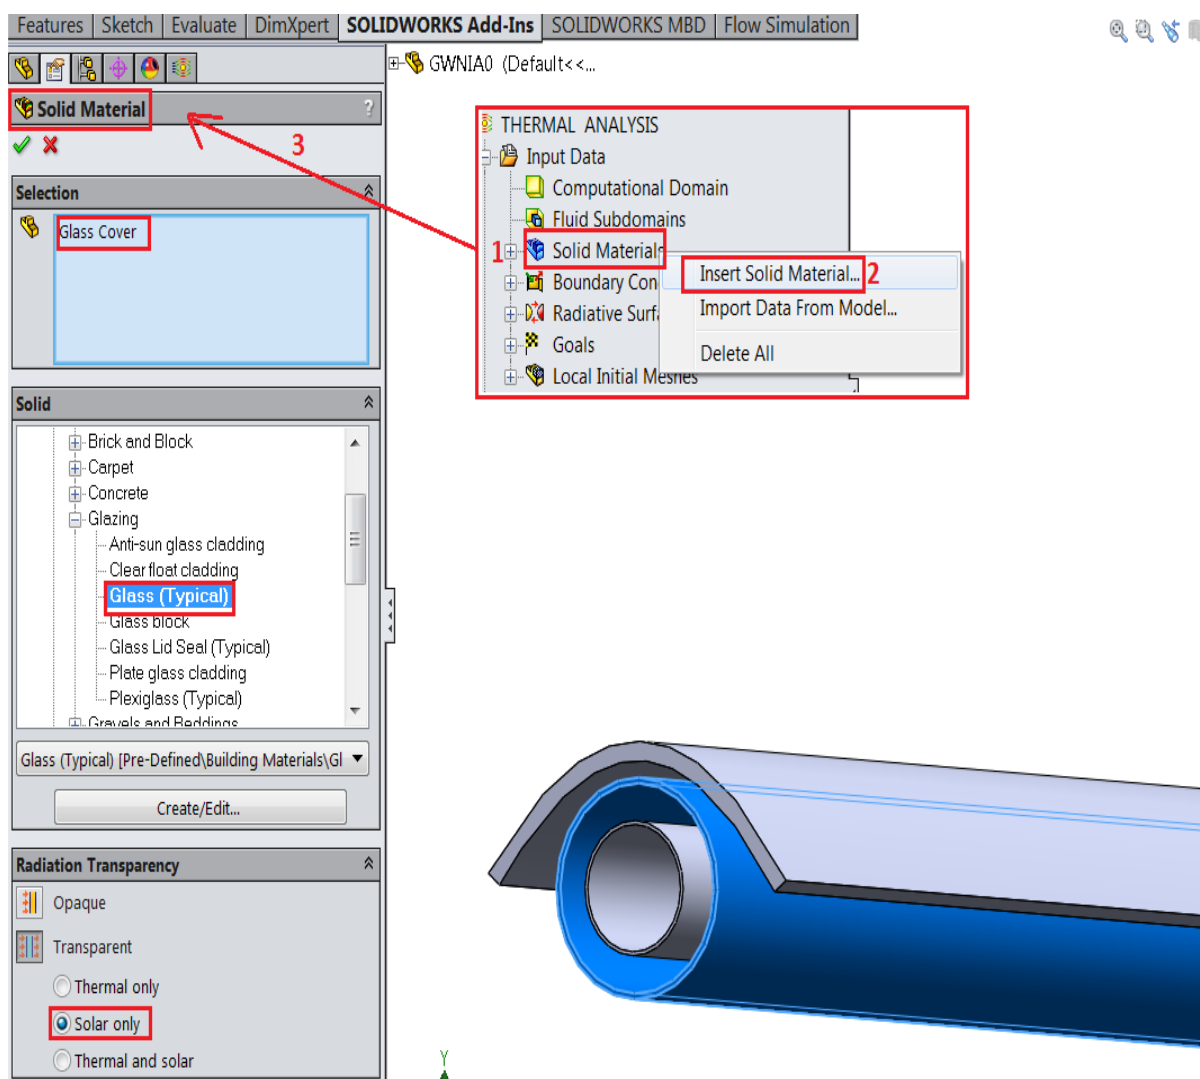 Features Sketch Evaluate DimXpert SOLIDWORKS Add-Ins SOLIDWORKS MBD Flow Simulation
GWNIA0 (Default<<...
Solid Material ?
3
Selection
Glass Cover
THERMAL ANALYSIS
Input Data
Computational Domain
Fluid Subdomains
1 Solid Materials
Boundary Con
Radiative Surfa
Goals
Local Initial Meshes
Insert Solid Material... 2
Import Data From Model...
Delete All
Solid
Brick and Block
Carpet
Concrete
Glazing
Anti-sun glass cladding
Clear float cladding
Glass (Typical)
Glass block
Glass Lid Seal (Typical)
Plate glass cladding
Plexiglass (Typical)
Gravels and Beddings
Glass (Typical) [Pre-Defined\Building Materials\Gl
Create/Edit...
Radiation Transparency
Opaque
Transparent
Thermal only
Solar only
Thermal and solar
Y